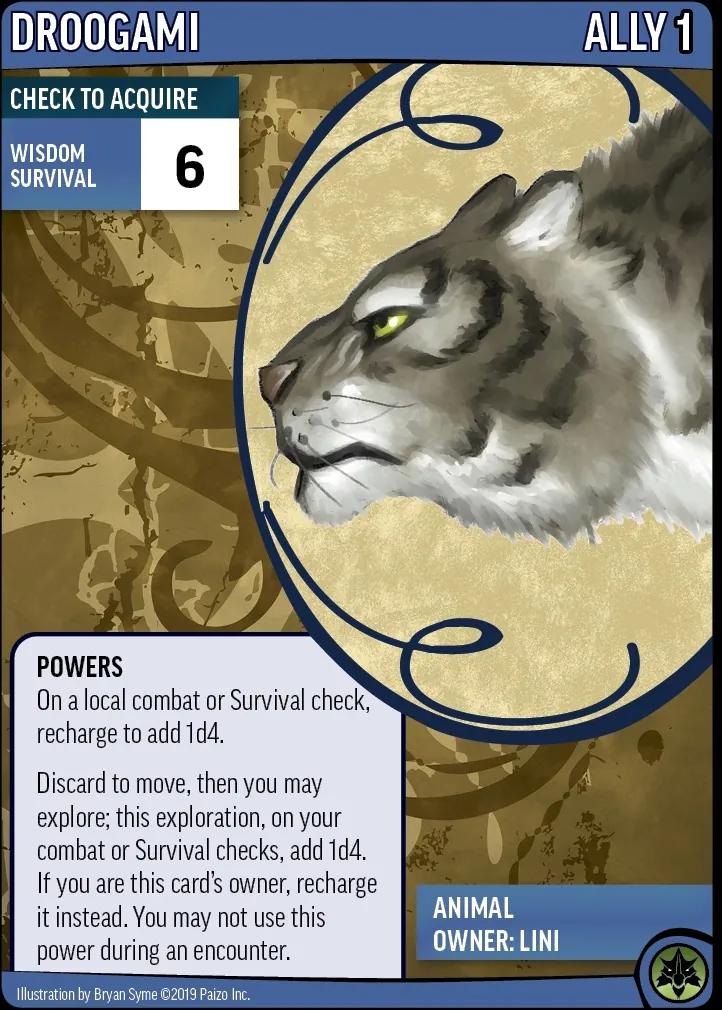 DROOGAMI
ALLY 1
CHECK TO ACQUIRE
WISDOM
SURVIVAL
6
POWERS
On a local combat or Survival check,
recharge to add 1d4.
Discard to move, then you may
explore; this exploration, on your
combat or Survival checks, add 1d4.
If you are this card's owner, recharge
it instead. You may not use this
power during an encounter.
ANIMAL
OWNER: LINI
Illustration by Bryan Syme ©2019 Paizo Inc.